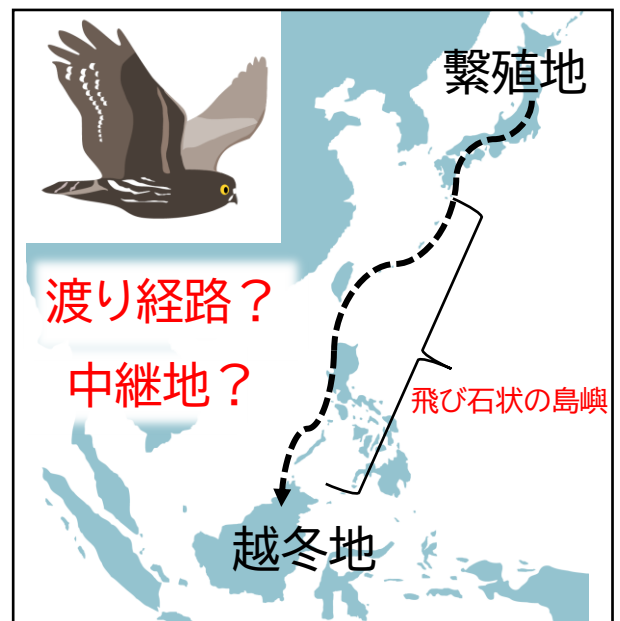 繫殖地
渡り経路？
中継地？
飛び石状の島嶼
越冬地